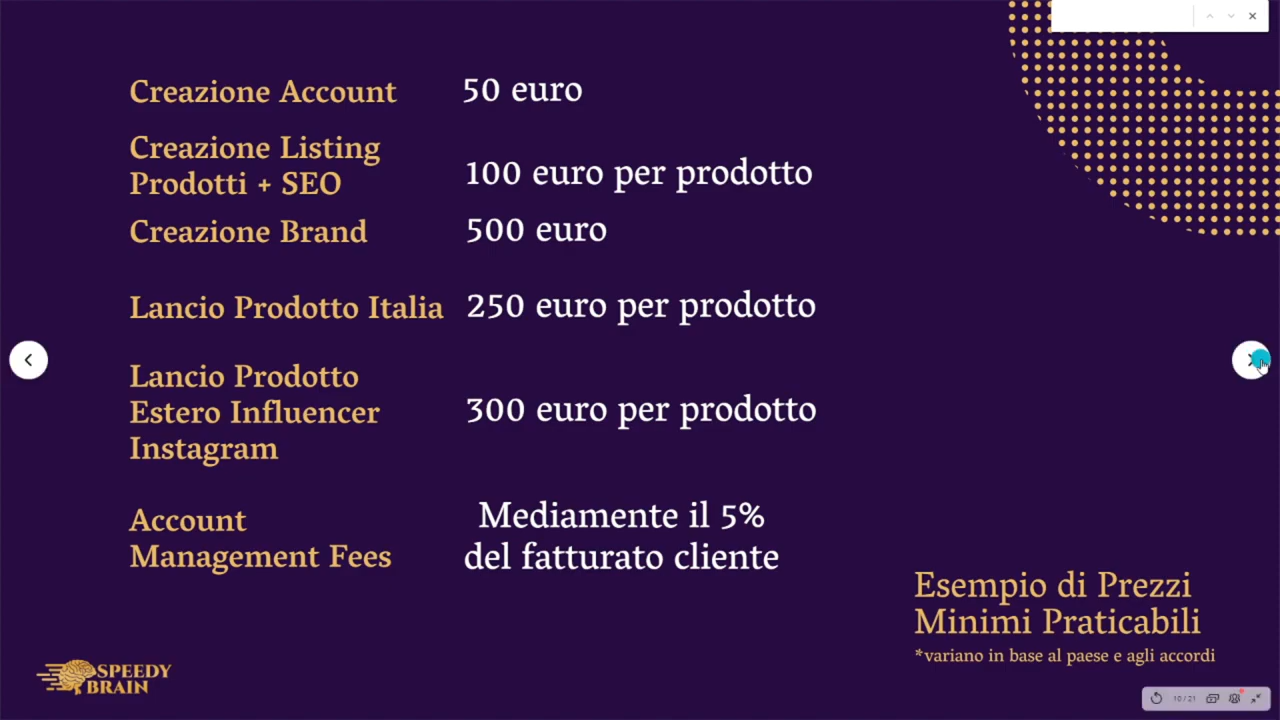 Creazione Account
50 euro
Creazione Listing
Prodotti + SEO
100 euro per prodotto
Creazione Brand
500 euro
Lancio Prodotto Italia
250 euro per prodotto
Lancio Prodotto
Estero Influencer
Instagram
300 euro per prodotto
Account
Management Fees
Mediamente il 5%
del fatturato cliente
Esempio di Prezzi
Minimi Praticabili
*variano in base al paese e agli accordi
SPEEDY
BRAIN
10 / 21